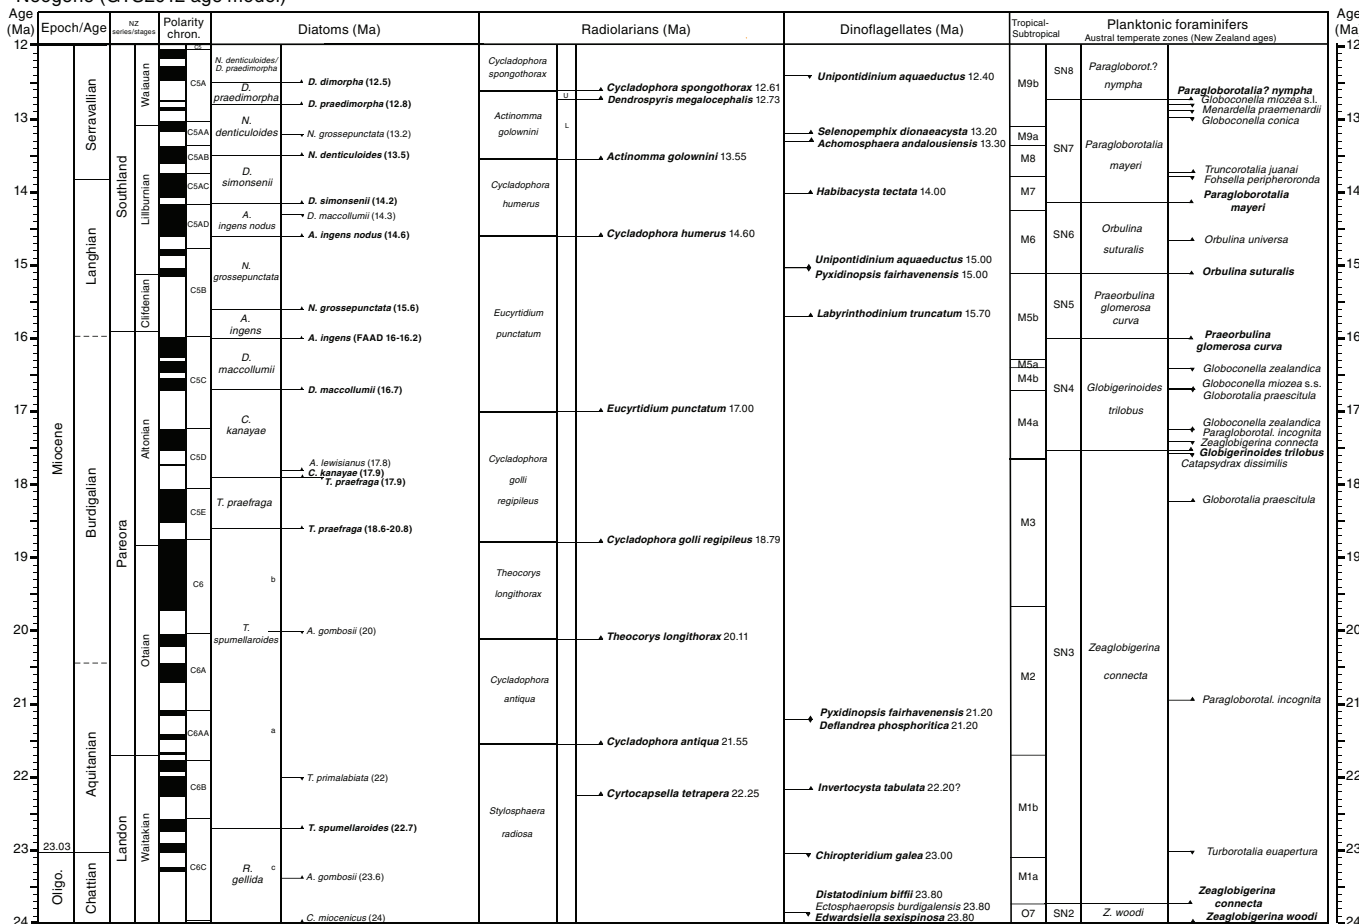 Neogene (GTS2012 age model)
Age (Ma)
Epoch/Age
NZ series/stages
Polarity chron.
Diatoms (Ma)
Radiolarians (Ma)
Dinoflagellates (Ma)
Tropical-Subtropical
Planktonic foraminifers
Austral temperate zones (New Zealand ages)
Age (Ma)
12
13
14
15
16
17
18
19
20
21
22
23
24
Miocene
Oligo.
23.03
Serravallian
Langhian
Burdigalian
Aquitanian
Chattian
Southland
Pareora
Landon
Waiauan
Lillburnian
Clifdenian
Altonian
Otaian
Waitakian
C5
C5A
C5AA
C5AB
C5AC
C5AD
C5B
C5C
C5D
C5E
C6
C6A
C6AA
C6B
C6C
N. denticuloides/
D. praedimorpha
D.
praedimorpha
N.
denticuloides
D.
simonsenii
A.
ingens nodus
N.
grossepunctata
A.
ingens
D.
maccollumii
C.
kanayae
T. praefraga
b
T.
spumellaroides
a
R.
gellida
c
D. dimorpha (12.5)
D. praedimorpha (12.8)
N. grossepunctata (13.2)
N. denticuloides (13.5)
D. simonsenii (14.2)
D. maccollumii (14.3)
A. ingens nodus (14.6)
N. grossepunctata (15.6)
A. ingens (FAAD 16-16.2)
D. maccollumii (16.7)
A. lewisianus (17.8)
C. kanayae (17.9)
T. praefraga (17.9)
T. praefraga (18.6-20.8)
A. gombosii (20)
T. primalabiata (22)
T. spumellaroides (22.7)
A. gombosii (23.6)
C. miocenicus (24)
Cycladophora
spongothorax
Actinomma
golownini
Cycladophora
humerus
Eucyrtidium
punctatum
Cycladophora
golli
regipileus
Theocorys
longithorax
Cycladophora
antiqua
Stylosphaera
radiosa
U
L
Cycladophora spongothorax 12.61
Dendrospyris megalocephalis 12.73
Actinomma golownini 13.55
Cycladophora humerus 14.60
Eucyrtidium punctatum 17.00
Cycladophora golli regipileus 18.79
Theocorys longithorax 20.11
Cycladophora antiqua 21.55
Cyrtocapsella tetrapera 22.25
Unipontidinium aquaeductus 12.40
Selenopemphix dionaeacysta 13.20
Achomosphaera andalousiensis 13.30
Habibacysta tectata 14.00
Unipontidinium aquaeductus 15.00
Pyxidinopsis fairhavenensis 15.00
Labyrinthodinium truncatum 15.70
Pyxidinopsis fairhavenensis 21.20
Deflandrea phosphoritica 21.20
Invertocysta tabulata 22.20?
Chiropteridium galea 23.00
Distatodinium biffii 23.80
Ectosphaeropsis burdigalensis 23.80
Edwardsiella sexispinosa 23.80
M9b
M9a
M8
M7
M6
M5b
M5a
M4b
M4a
M3
M2
M1b
M1a
O7
SN8
SN7
SN6
SN5
SN4
SN3
SN2
Paragloborot.?
nympha
Paragloborotalia
mayeri
Orbulina
suturalis
Praeorbulina
glomerosa
curva
Globigerinoides
trilobus
Zeaglobigerina
connecta
Z. woodi
Paragloborotalia? nympha
Globoconella miozea s.l.
Menardella praemenardii
Globoconella conica
Truncorotalia juanai
Fohsella peripheroronda
Paragloborotalia
mayeri
Orbulina universa
Orbulina suturalis
Praeorbulina
glomerosa curva
Globoconella zealandica
Globoconella miozea s.s.
Globorotalia praescitula
Globoconella zealandica
Paragloborotal. incognita
Zeaglobigerina connecta
Globigerinoides trilobus
Catapsydrax dissimilis
Globorotalia praescitula
Paragloborotal. incognita
Turborotalia euapertura
Zeaglobigerina
connecta
Zeaglobigerina woodi
12
13
14
15
16
17
18
19
20
21
22
23
24